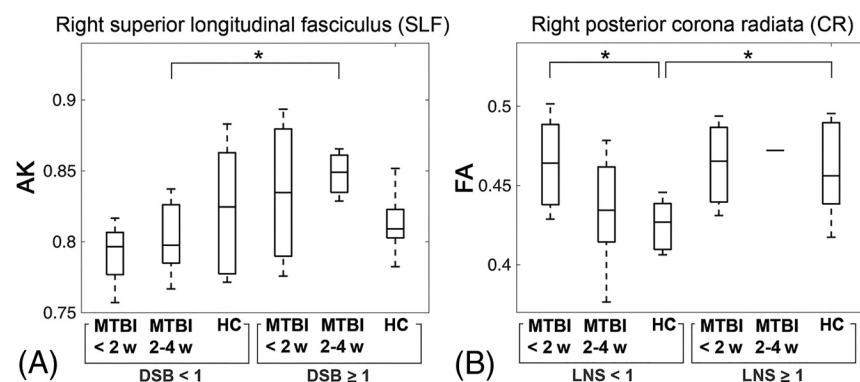 Right superior longitudinal fasciculus (SLF)
*
0.9
0.85
0.8
0.75
AK
MTBI MTBI HC MTBI MTBI HC
< 2 w 2-4 w < 2 w 2-4 w
(A)
DSB < 1 DSB ≥ 1
Right posterior corona radiata (CR)
* *
0.5
0.45
0.4
FA
MTBI MTBI HC MTBI MTBI HC
< 2 w 2-4 w < 2 w 2-4 w
(B)
LNS < 1 LNS ≥ 1